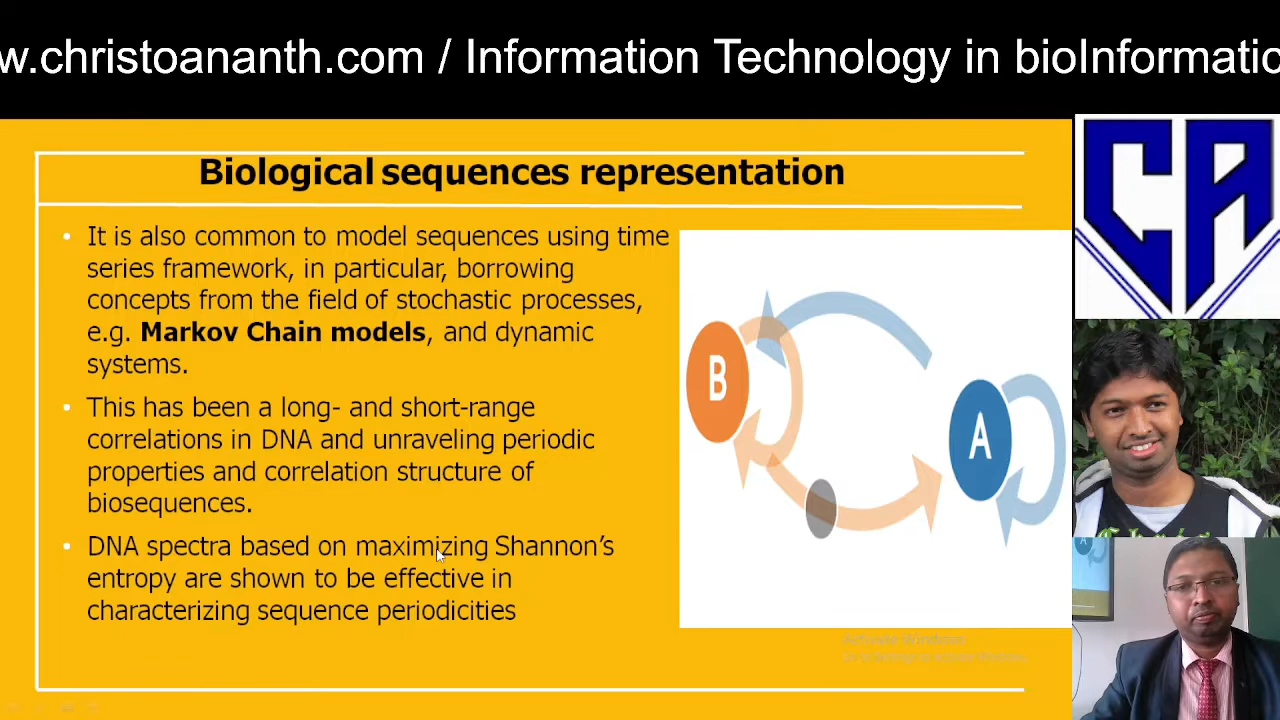 w.christoananth.com / Information Technology in bioInformatic
Biological sequences representation
• It is also common to model sequences using time
series framework, in particular, borrowing
concepts from the field of stochastic processes,
e.g. Markov Chain models, and dynamic
systems.
• This has been a long- and short-range
correlations in DNA and unraveling periodic
properties and correlation structure of
biosequences.
• DNA spectra based on maximizing Shannon’s
entropy are shown to be effective in
characterizing sequence periodicities
B
A
CA
Activate Windows